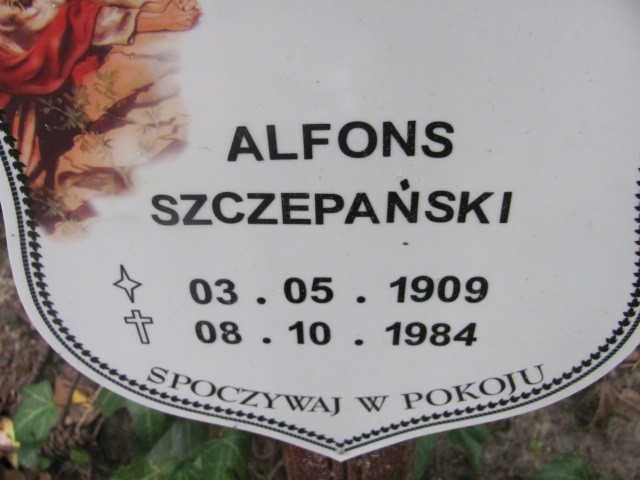 ALFONS
SZCZEPAŃSKI
03 . 05 . 1909
08 . 10 . 1984
SPOCZYWAJ W POKOJU